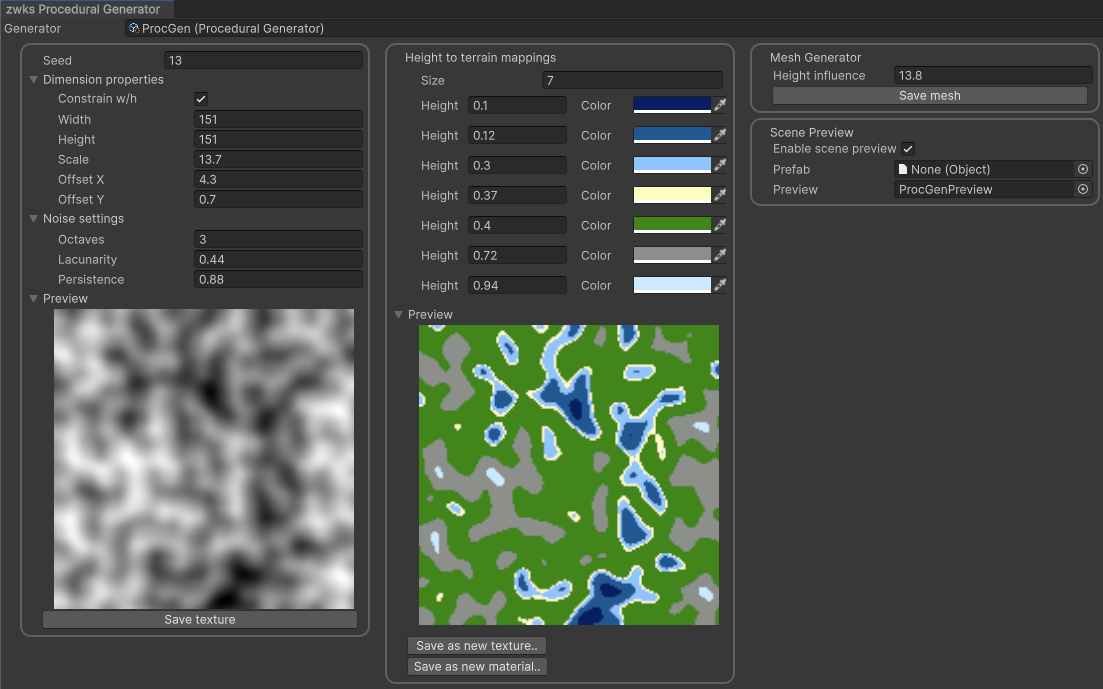 zwks Procedural Generator
Generator ProcGen (Procedural Generator)
Seed 13
Dimension properties
Constrain w/h
Width 151
Height 151
Scale 13.7
Offset X 4.3
Offset Y 0.7
Noise settings
Octaves 3
Lacunarity 0.44
Persistence 0.88
Preview
Save texture
Height to terrain mappings
Size 7
Height 0.1 Color
Height 0.12 Color
Height 0.3 Color
Height 0.37 Color
Height 0.4 Color
Height 0.72 Color
Height 0.94 Color
Preview
Save as new texture..
Save as new material..
Mesh Generator
Height influence 13.8
Save mesh
Scene Preview
Enable scene preview
Prefab None (Object)
Preview ProcGenPreview